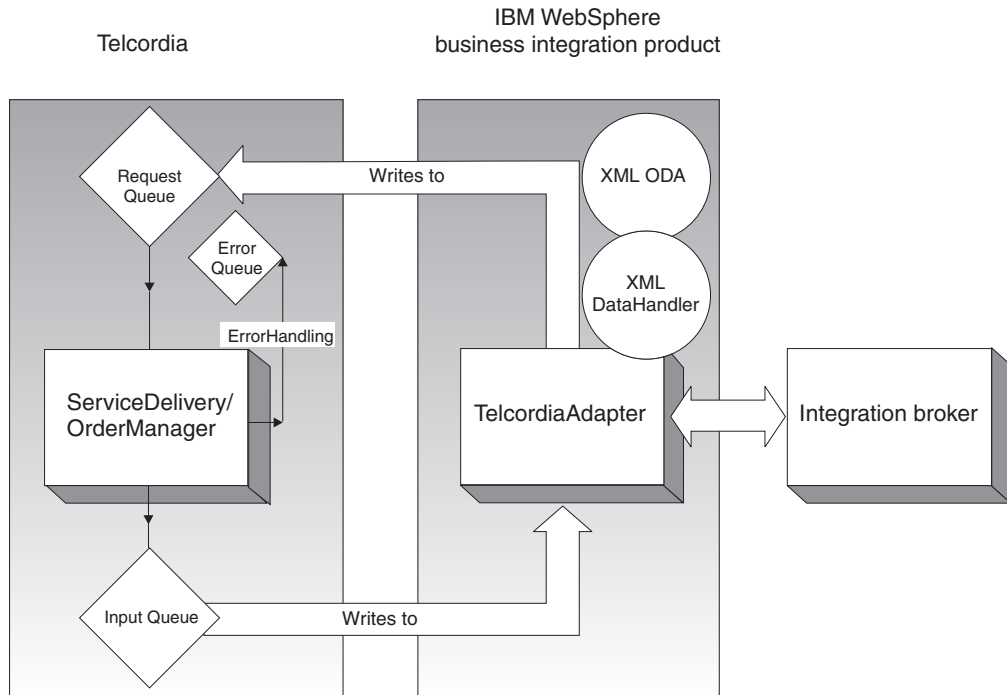 Telcordia
IBM WebSphere
business integration product
Request
Queue
Writes to
XML ODA
Error
Queue
XML
DataHandler
ErrorHandling
ServiceDelivery/
OrderManager
TelcordiaAdapter
Integration broker
Input Queue
Writes to